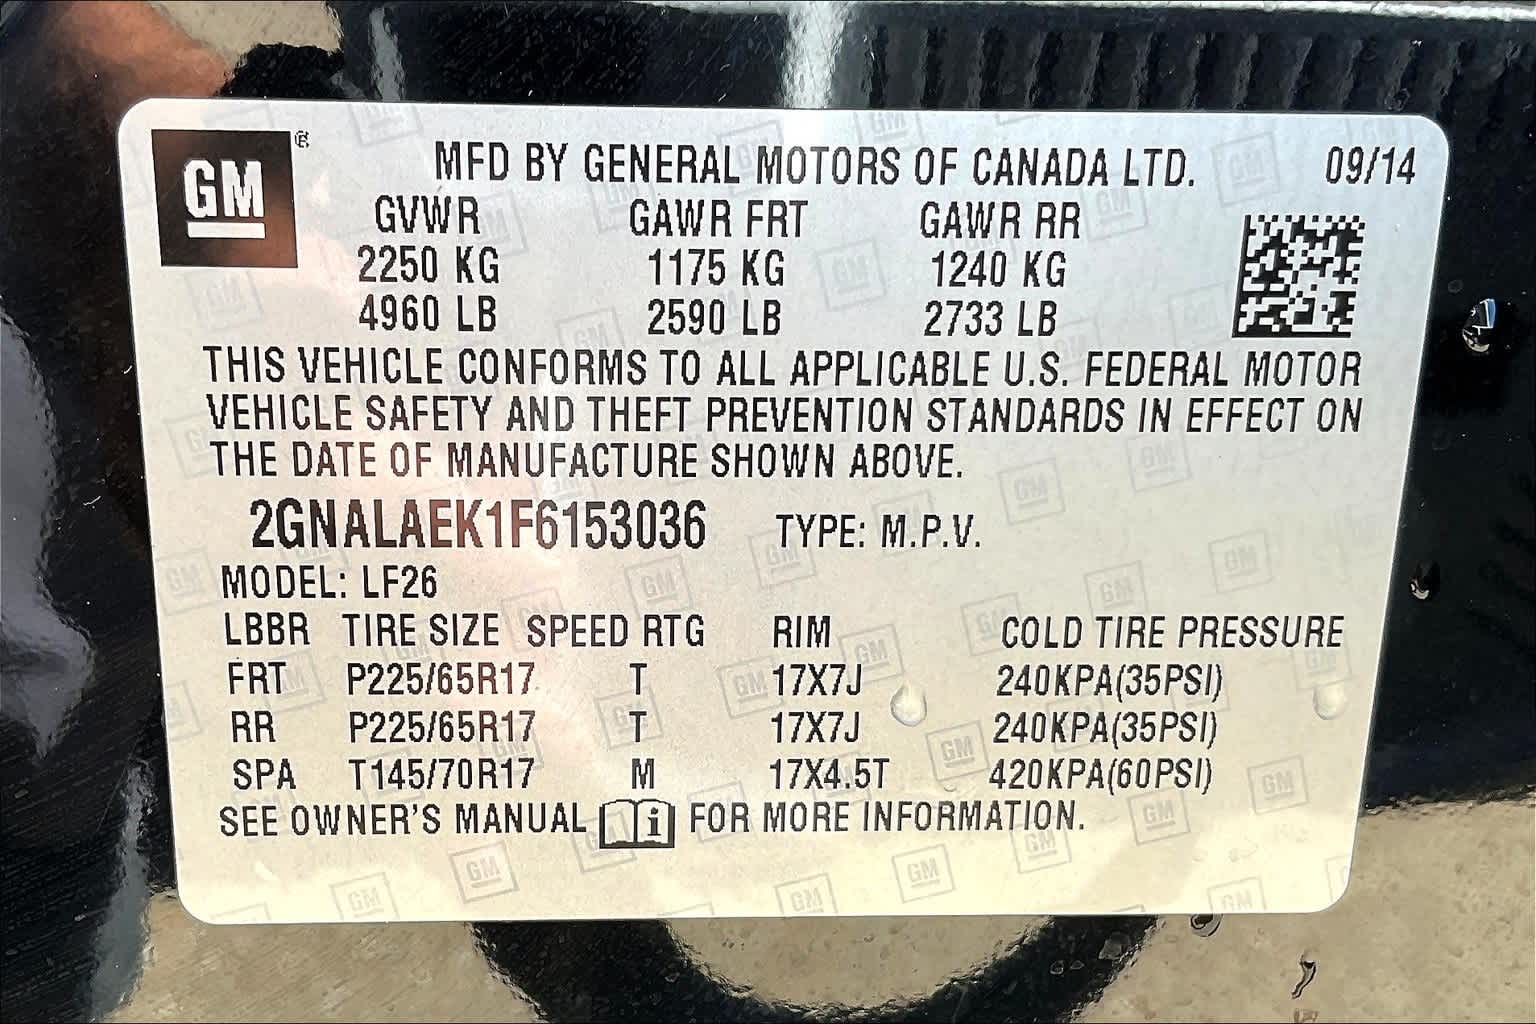 GM®
MFD BY GENERAL MOTORS OF CANADA LTD. 09/14
GVWR GAWR FRT GAWR RR
2250 KG 1175 KG 1240 KG
4960 LB 2590 LB 2733 LB
THIS VEHICLE CONFORMS TO ALL APPLICABLE U.S. FEDERAL MOTOR
VEHICLE SAFETY AND THEFT PREVENTION STANDARDS IN EFFECT ON
THE DATE OF MANUFACTURE SHOWN ABOVE.
2GNALAEK1F6153036 TYPE: M.P.V.
MODEL: LF26
LBBR TIRE SIZE SPEED RTG RIM COLD TIRE PRESSURE
FRT P225/65R17 T 17X7J 240KPA(35PSI)
RR P225/65R17 T 17X7J 240KPA(35PSI)
SPA T145/70R17 M 17X4.5T 420KPA(60PSI)
SEE OWNER'S MANUAL i FOR MORE INFORMATION.